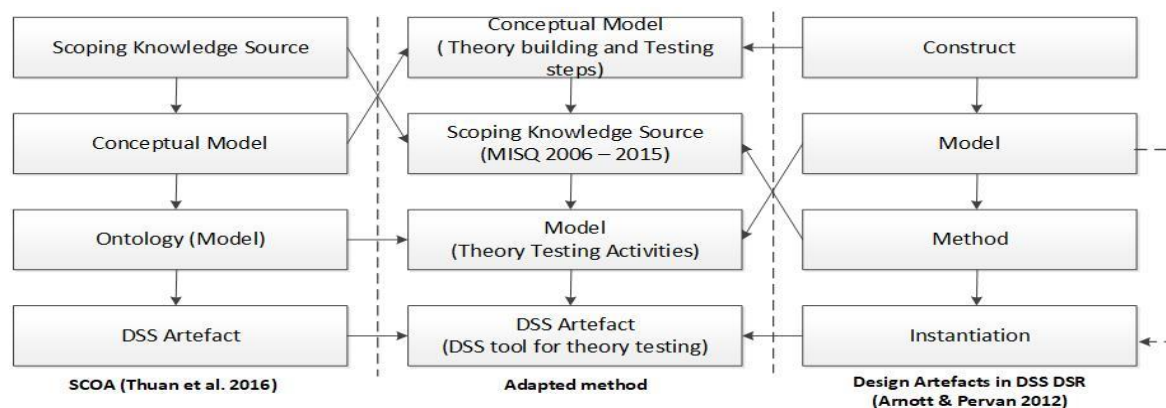 Scoping Knowledge Source
Conceptual Model
Ontology (Model)
DSS Artefact
SCOA (Thuan et al. 2016)
Conceptual Model
( Theory building and Testing
steps)
Scoping Knowledge Source
(MISQ 2006 – 2015)
Model
(Theory Testing Activities)
DSS Artefact
(DSS tool for theory testing)
Adapted method
Construct
Model
Method
Instantiation
Design Artefacts in DSS DSR
(Arnott & Pervan 2012)